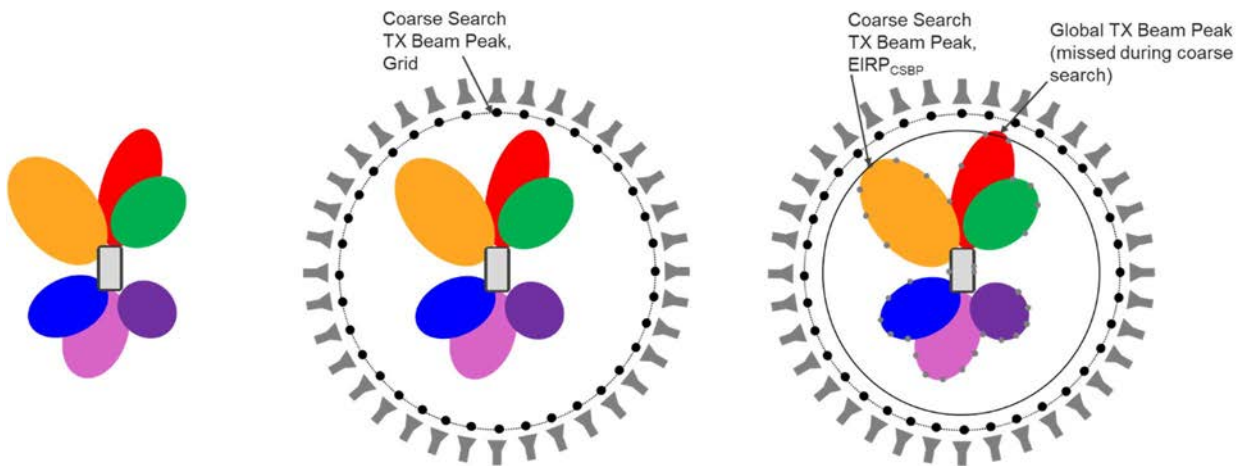 Coarse Search
TX Beam Peak,
Grid
Coarse Search
TX Beam Peak,
EIRP_CSBP
Global TX Beam Peak
(missed during coarse
search)